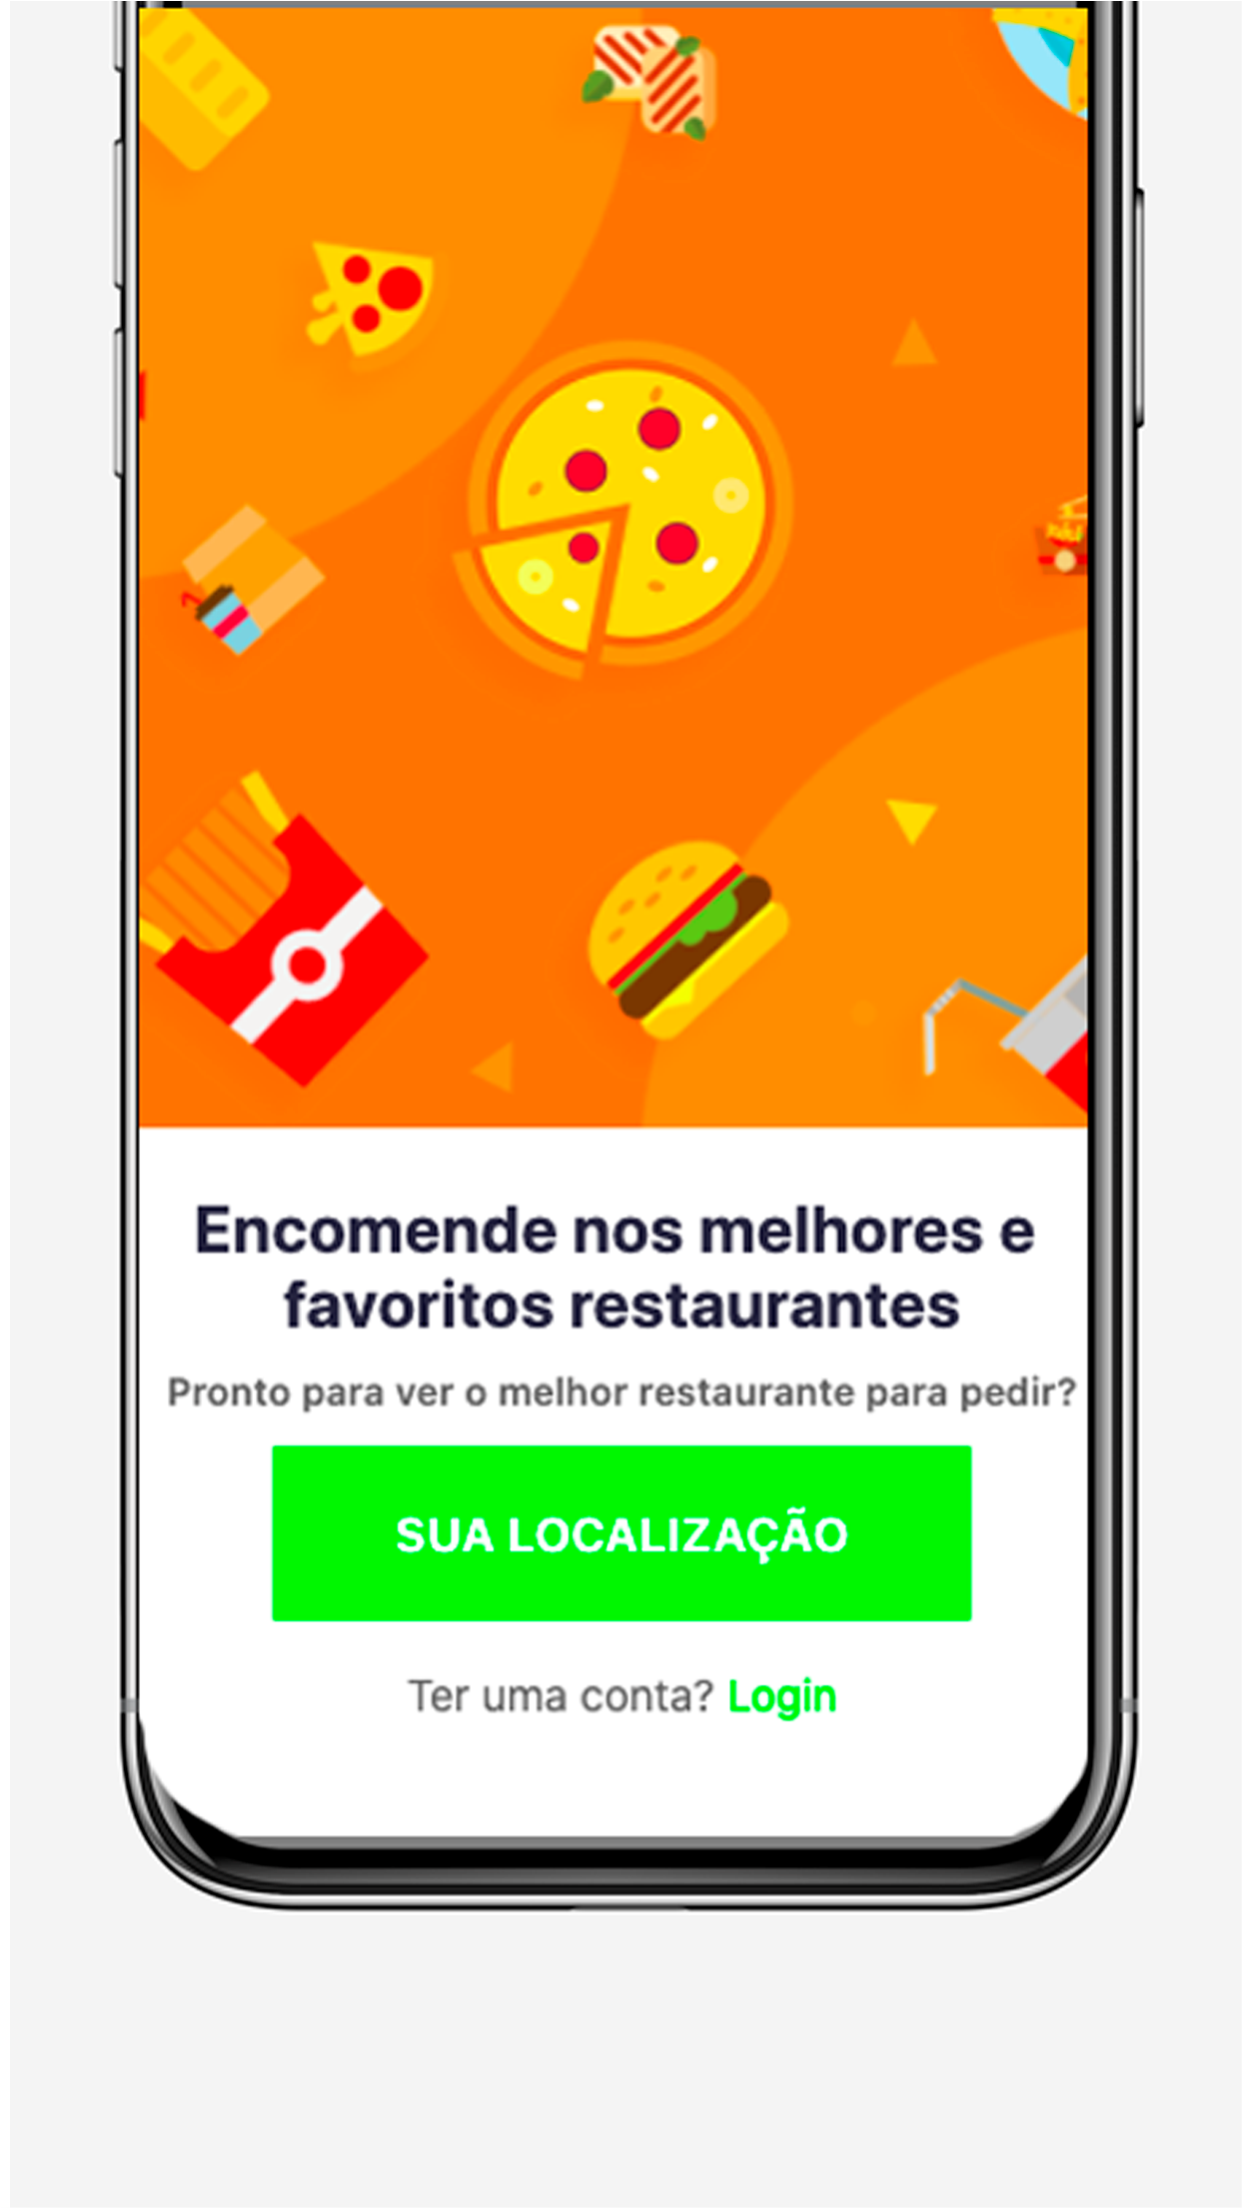 Encomende nos melhores e
favoritos restaurantes
Pronto para ver o melhor restaurante para pedir?
SUA LOCALIZAÇÃO
Ter uma conta? Login